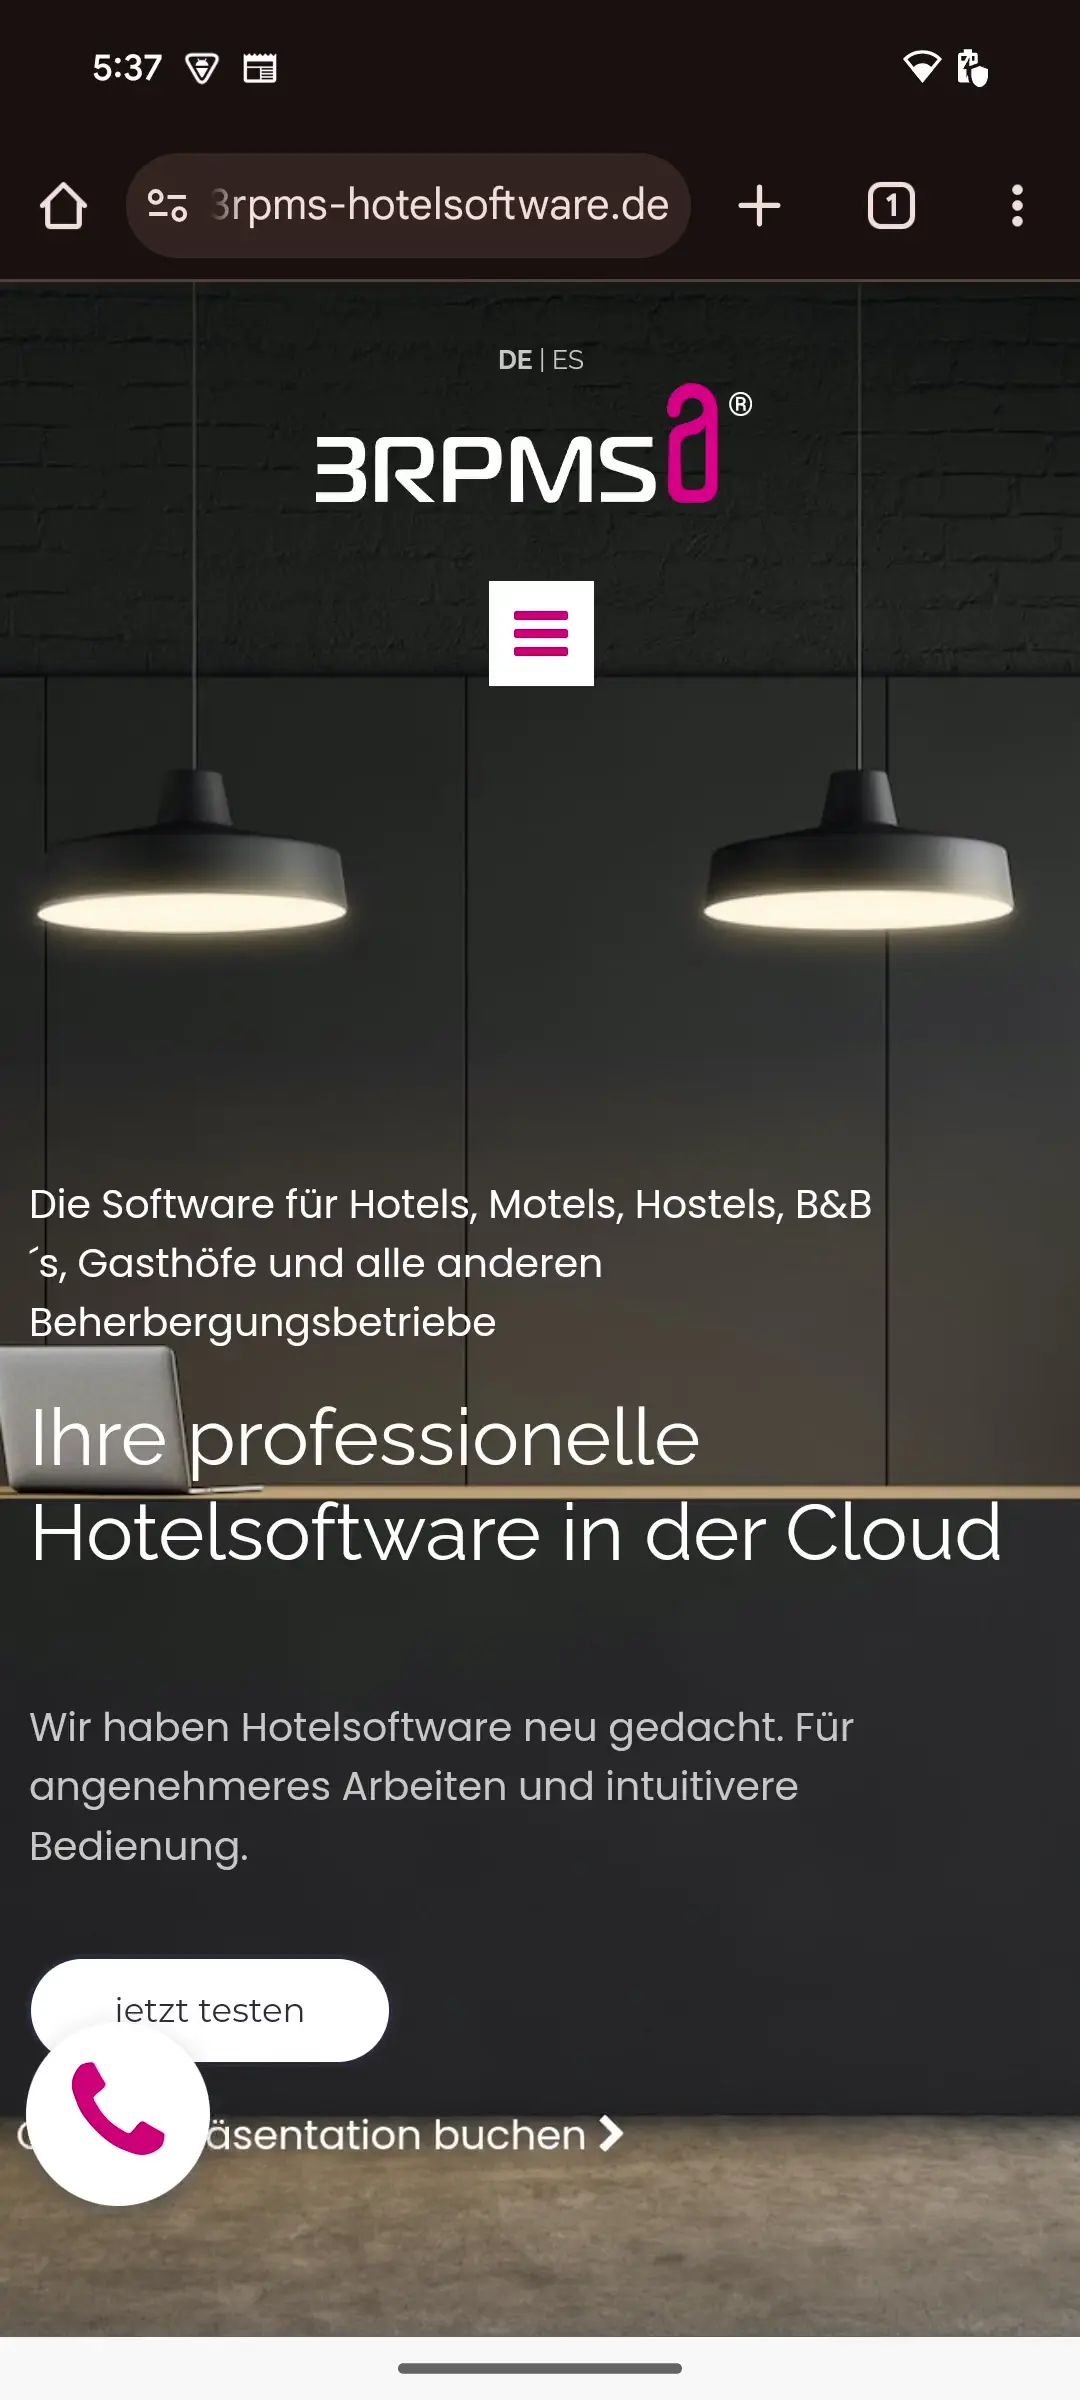 5:37
3rpms-hotelsoftware.de
1
DE | ES
3RPMS ®
Die Software für Hotels, Motels, Hostels, B&B
´s, Gasthöfe und alle anderen
Beherbergungsbetriebe
Ihre professionelle
Hotelsoftware in der Cloud
Wir haben Hotelsoftware neu gedacht. Für
angenehmeres Arbeiten und intuitivere
Bedienung.
jetzt testen
äsentation buchen